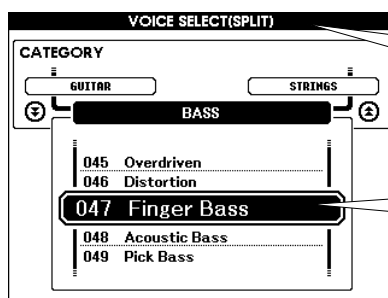 VOICE SELECT(SPLIT)
CATEGORY
GUITAR
STRINGS
BASS
045 Overdriven
046 Distortion
047 Finger Bass
048 Acoustic Bass
049 Pick Bass